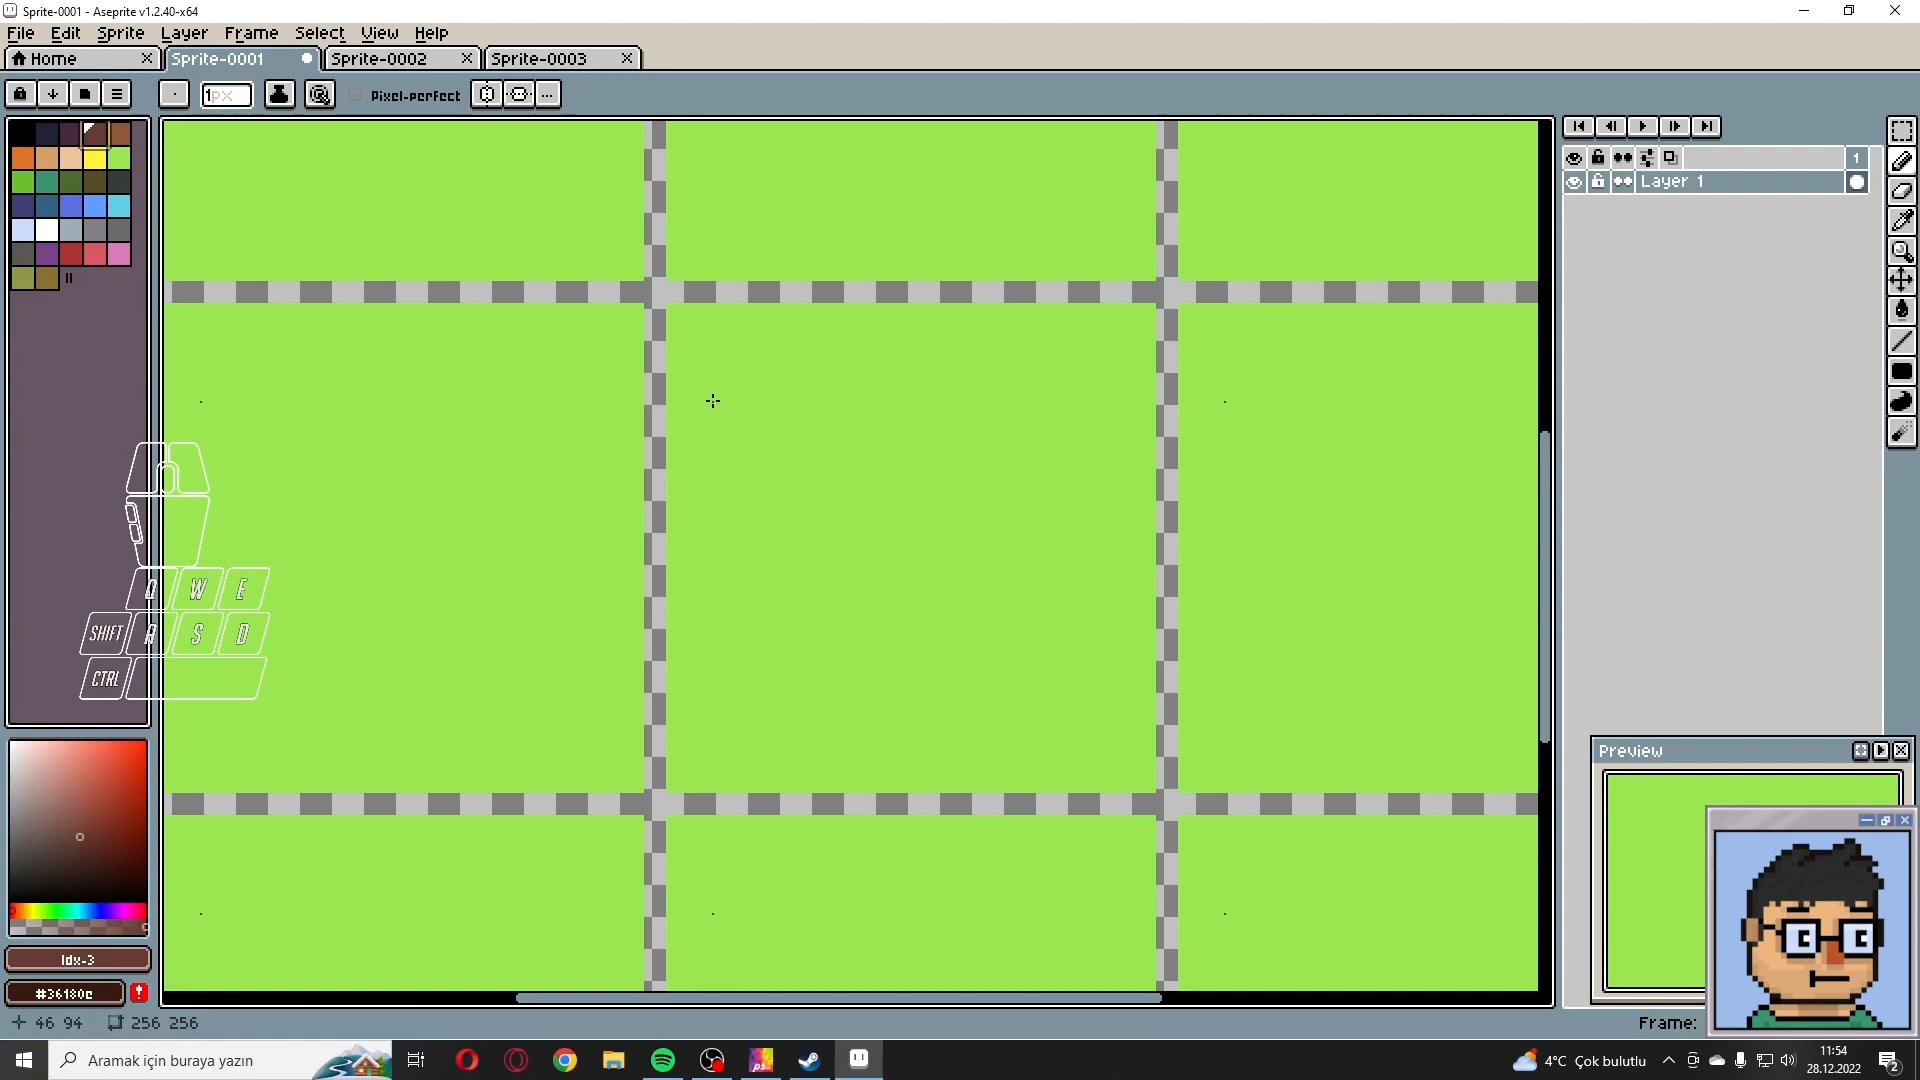 Sprite-0001 - Aseprite v1.2.40-x64
File Edit Sprite Layer Frame Select View Help
Home Sprite-0001 Sprite-0002 Sprite-0003
1px Pixel-perfect
1
Layer 1
Q W E
SHIFT A S D
CTRL
Preview
Idx-3
#36180c
46 94 256 256
Frame:
Aramak için buraya yazın
4°C Çok bulutlu
11:54
28.12.2022
2